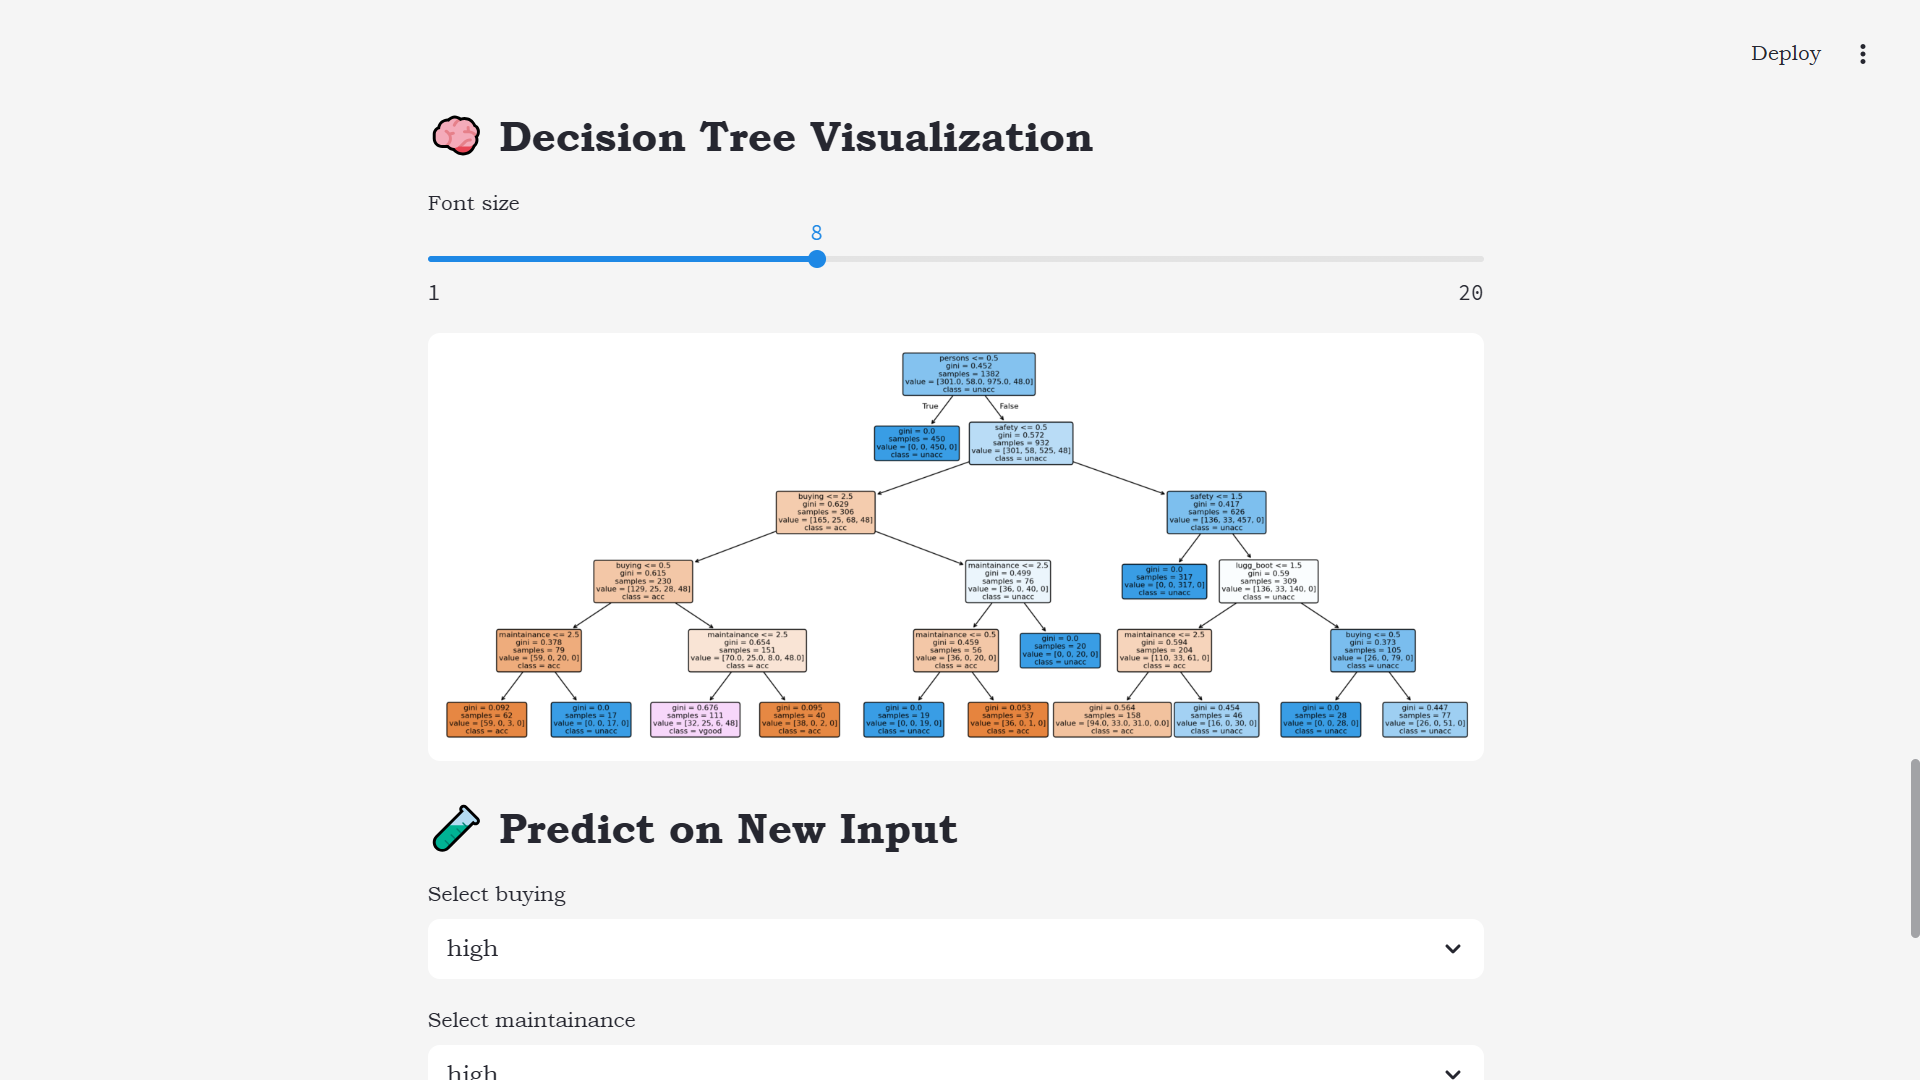 Deploy
Decision Tree Visualization
Font size
8
1
20
persons <= 0.5
gini = 0.452
samples = 1382
value = [301.0, 58.0, 975.0, 48.0]
class = unacc
True
False
gini = 0.0
samples = 450
value = [0, 0, 450, 0]
class = unacc
safety <= 0.5
gini = 0.572
samples = 932
value = [301, 58, 525, 48]
class = unacc
buying <= 2.5
gini = 0.629
samples = 306
value = [165, 25, 68, 48]
class = acc
safety <= 1.5
gini = 0.417
samples = 626
value = [136, 33, 457, 0]
class = unacc
buying <= 0.5
gini = 0.615
samples = 230
value = [129, 25, 28, 48]
class = acc
maintainance <= 2.5
gini = 0.499
samples = 76
value = [36, 0, 40, 0]
class = unacc
gini = 0.0
samples = 317
value = [0, 0, 317, 0]
class = unacc
lugg_boot <= 1.5
gini = 0.59
samples = 309
value = [136, 33, 140, 0]
class = unacc
maintainance <= 2.5
gini = 0.378
samples = 79
value = [59, 0, 20, 0]
class = acc
maintainance <= 2.5
gini = 0.654
samples = 151
value = [70.0, 25.0, 8.0, 48.0]
class = acc
maintainance <= 0.5
gini = 0.459
samples = 56
value = [36, 0, 20, 0]
class = acc
gini = 0.0
samples = 20
value = [0, 0, 20, 0]
class = unacc
maintainance <= 2.5
gini = 0.594
samples = 204
value = [110, 33, 61, 0]
class = acc
buying <= 0.5
gini = 0.373
samples = 105
value = [26, 0, 79, 0]
class = unacc
gini = 0.092
samples = 62
value = [59, 0, 3, 0]
class = acc
gini = 0.0
samples = 17
value = [0, 0, 17, 0]
class = unacc
gini = 0.676
samples = 111
value = [32, 25, 6, 48]
class = vgood
gini = 0.095
samples = 40
value = [38, 0, 2, 0]
class = acc
gini = 0.0
samples = 19
value = [0, 0, 19, 0]
class = unacc
gini = 0.053
samples = 37
value = [36, 0, 1, 0]
class = acc
gini = 0.564
samples = 158
value = [94.0, 33.0, 31.0, 0.0]
class = acc
gini = 0.454
samples = 46
value = [16, 0, 30, 0]
class = unacc
gini = 0.0
samples = 28
value = [0, 0, 28, 0]
class = unacc
gini = 0.447
samples = 77
value = [26, 0, 51, 0]
class = unacc
Predict on New Input
Select buying
high
Select maintainance
high